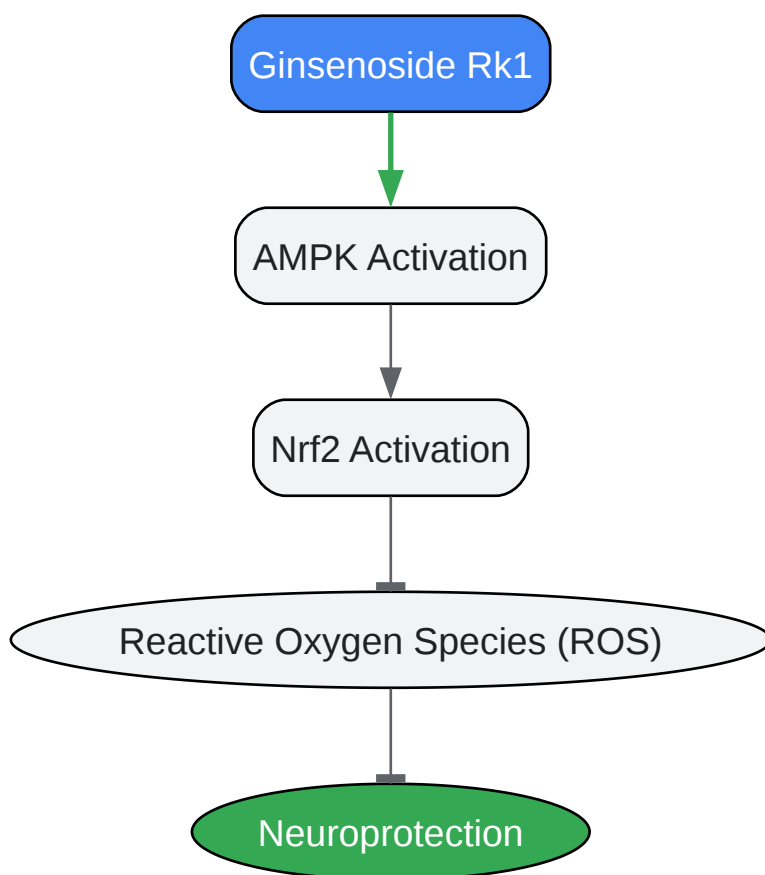 Ginsenoside Rk1
AMPK Activation
Nrf2 Activation
Reactive Oxygen Species (ROS)
Neuroprotection